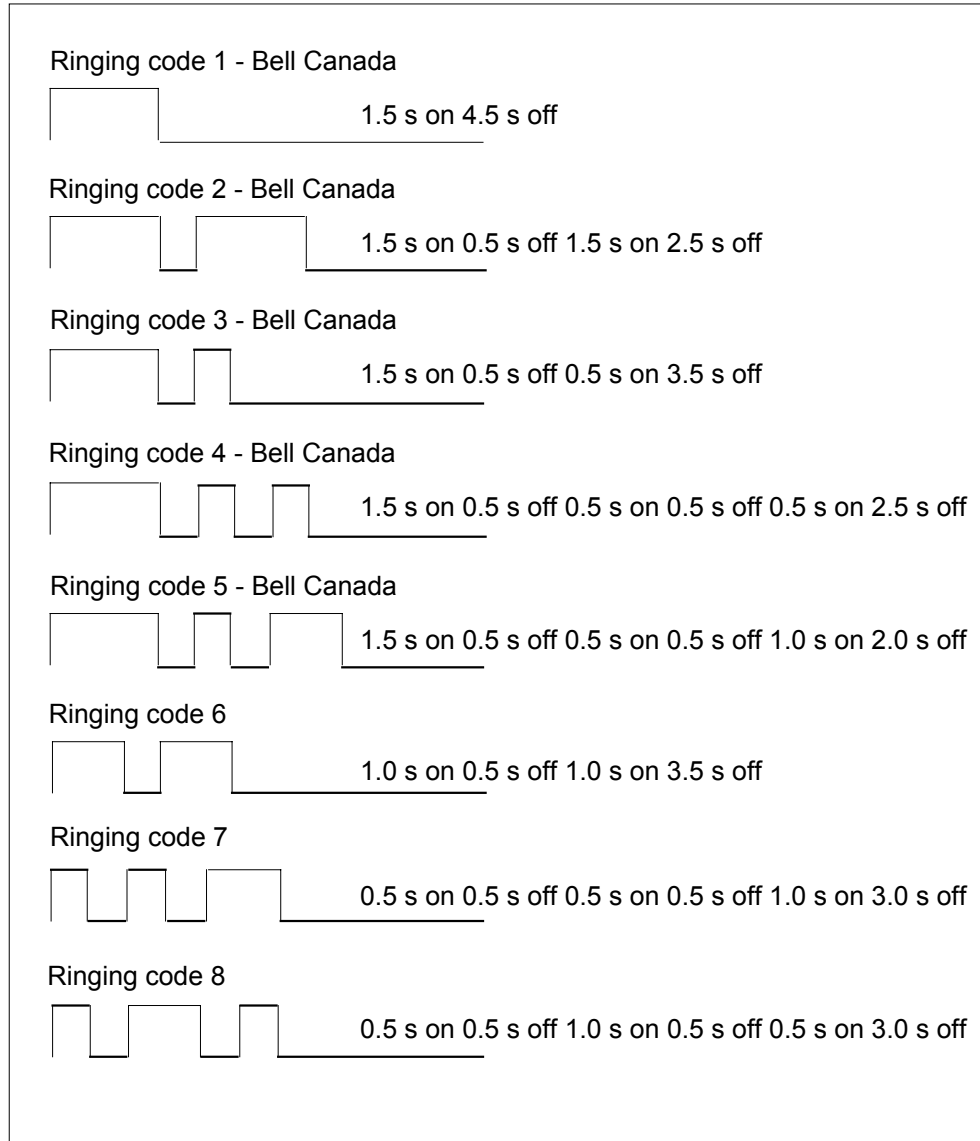 Ringing code 1 - Bell Canada
1.5 s on 4.5 s off
Ringing code 2 - Bell Canada
1.5 s on 0.5 s off 1.5 s on 2.5 s off
Ringing code 3 - Bell Canada
1.5 s on 0.5 s off 0.5 s on 3.5 s off
Ringing code 4 - Bell Canada
1.5 s on 0.5 s off 0.5 s on 0.5 s off 0.5 s on 2.5 s off
Ringing code 5 - Bell Canada
1.5 s on 0.5 s off 0.5 s on 0.5 s off 1.0 s on 2.0 s off
Ringing code 6
1.0 s on 0.5 s off 1.0 s on 3.5 s off
Ringing code 7
0.5 s on 0.5 s off 0.5 s on 0.5 s off 1.0 s on 3.0 s off
Ringing code 8
0.5 s on 0.5 s off 1.0 s on 0.5 s off 0.5 s on 3.0 s off